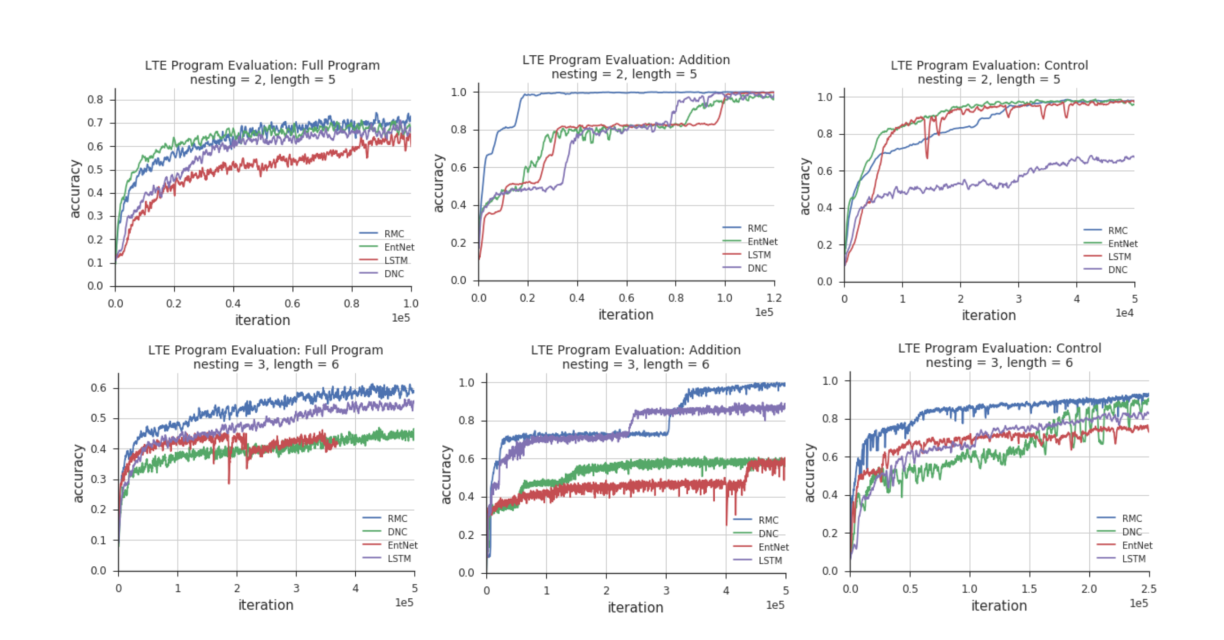 LTE Program Evaluation: Full Program
nesting = 2, length = 5
accuracy
0.8
0.7
0.6
0.5
0.4
0.3
0.2
0.1
0.0
RMC
EntNet
LSTM
DNC
0.0 0.2 0.4 0.6 0.8 1.0
1e5
iteration
LTE Program Evaluation: Addition
nesting = 2, length = 5
accuracy
1.0
0.8
0.6
0.4
0.2
0.0
RMC
EntNet
LSTM
DNC
0.0 0.2 0.4 0.6 0.8 1.0 1.2
1e5
iteration
LTE Program Evaluation: Control
nesting = 2, length = 5
accuracy
1.0
0.8
0.6
0.4
0.2
0.0
RMC
EntNet
LSTM
DNC
0 1 2 3 4 5
1e4
iteration
LTE Program Evaluation: Full Program
nesting = 3, length = 6
accuracy
0.6
0.5
0.4
0.3
0.2
0.1
0.0
RMC
DNC
EntNet
LSTM
0 1 2 3 4 5
1e5
iteration
LTE Program Evaluation: Addition
nesting = 3, length = 6
accuracy
1.0
0.8
0.6
0.4
0.2
0.0
RMC
DNC
EntNet
LSTM
0 1 2 3 4 5
1e5
iteration
LTE Program Evaluation: Control
nesting = 3, length = 6
accuracy
1.0
0.8
0.6
0.4
0.2
0.0
RMC
DNC
EntNet
LSTM
0.0 0.5 1.0 1.5 2.0 2.5
1e5
iteration